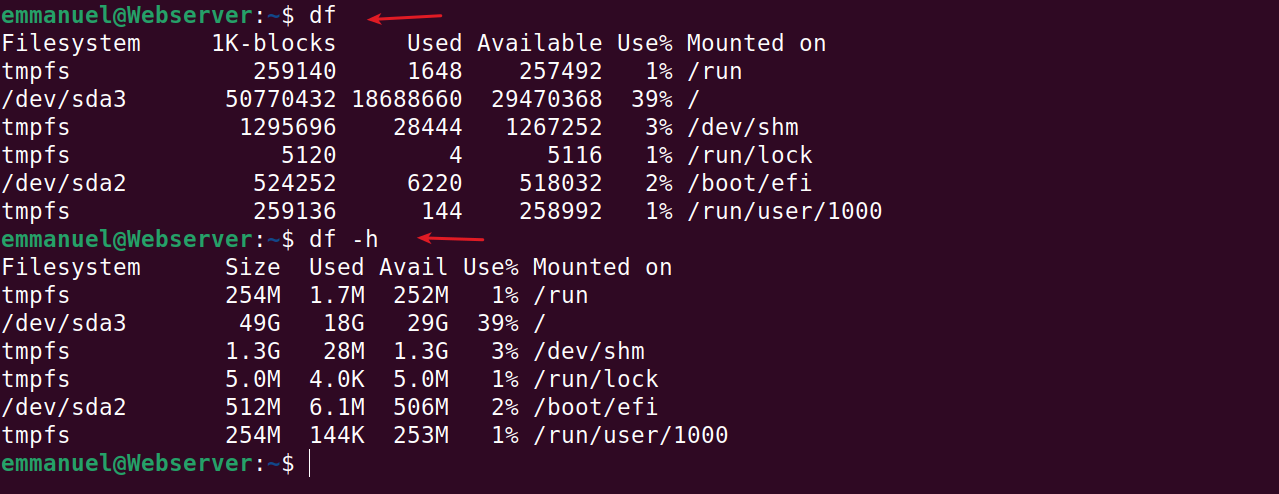 emmanuel@Webserver:~$ df
Filesystem     1K-blocks     Used Available Use% Mounted on
tmpfs             259140     1648    257492   1% /run
/dev/sda3       50770432 18688660  29470368  39% /
tmpfs            1295696    28444   1267252   3% /dev/shm
tmpfs               5120        4      5116   1% /run/lock
/dev/sda2         524252     6220    518032   2% /boot/efi
tmpfs             259136      144    258992   1% /run/user/1000
emmanuel@Webserver:~$ df -h
Filesystem      Size  Used Avail Use% Mounted on
tmpfs           254M  1.7M  252M   1% /run
/dev/sda3        49G   18G   29G  39% /
tmpfs           1.3G   28M  1.3G   3% /dev/shm
tmpfs           5.0M  4.0K  5.0M   1% /run/lock
/dev/sda2       512M  6.1M  506M   2% /boot/efi
tmpfs           254M  144K  253M   1% /run/user/1000
emmanuel@Webserver:~$